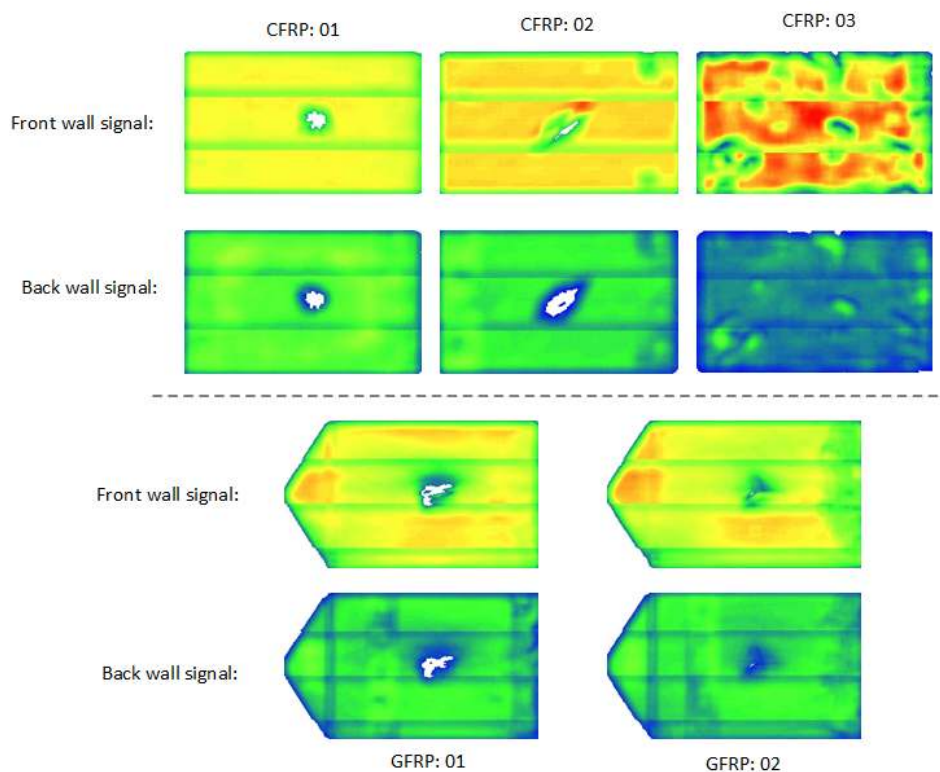 CFRP: 01
CFRP: 02
CFRP: 03
Front wall signal:
Back wall signal:
Front wall signal:
Back wall signal:
GFRP: 01
GFRP: 02